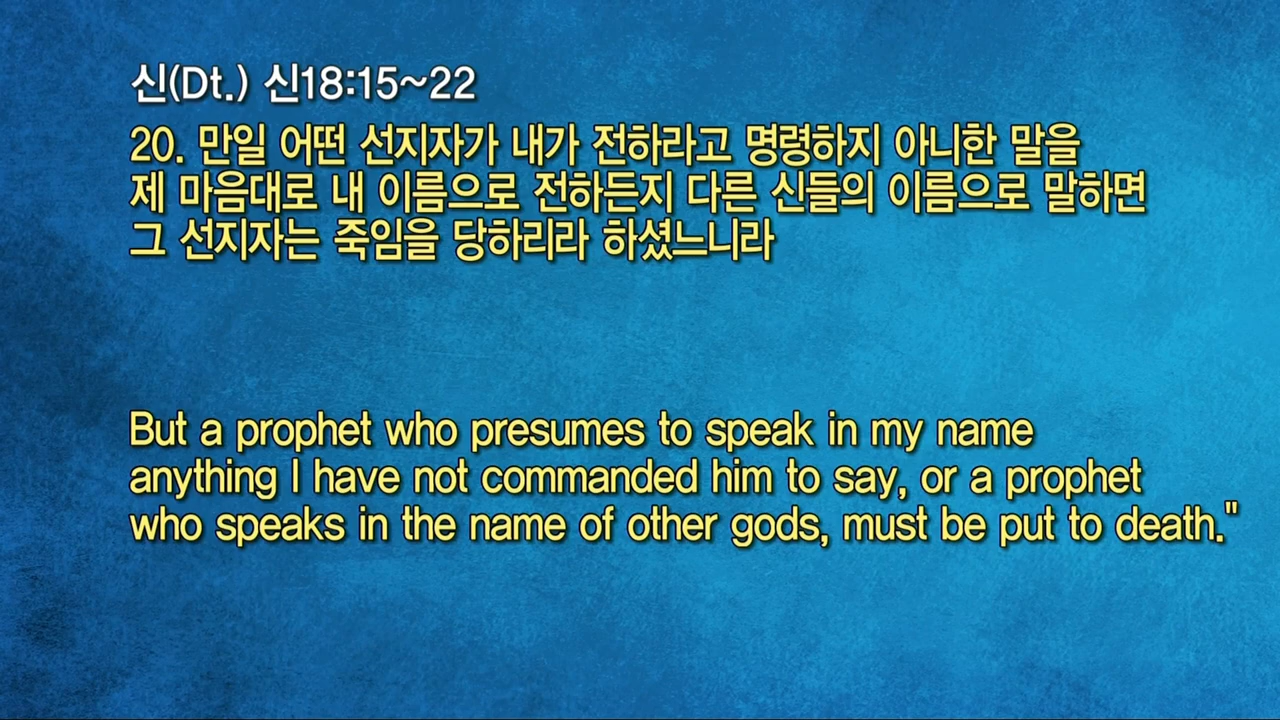 신(Dt.) 신18:15~22
20. 만일 어떤 선지자가 내가 전하라고 명령하지 아니한 말을
제 마음대로 내 이름으로 전하든지 다른 신들의 이름으로 말하면
그 선지자는 죽임을 당하리라 하셨느니라
But a prophet who presumes to speak in my name
anything I have not commanded him to say, or a prophet
who speaks in the name of other gods, must be put to death."